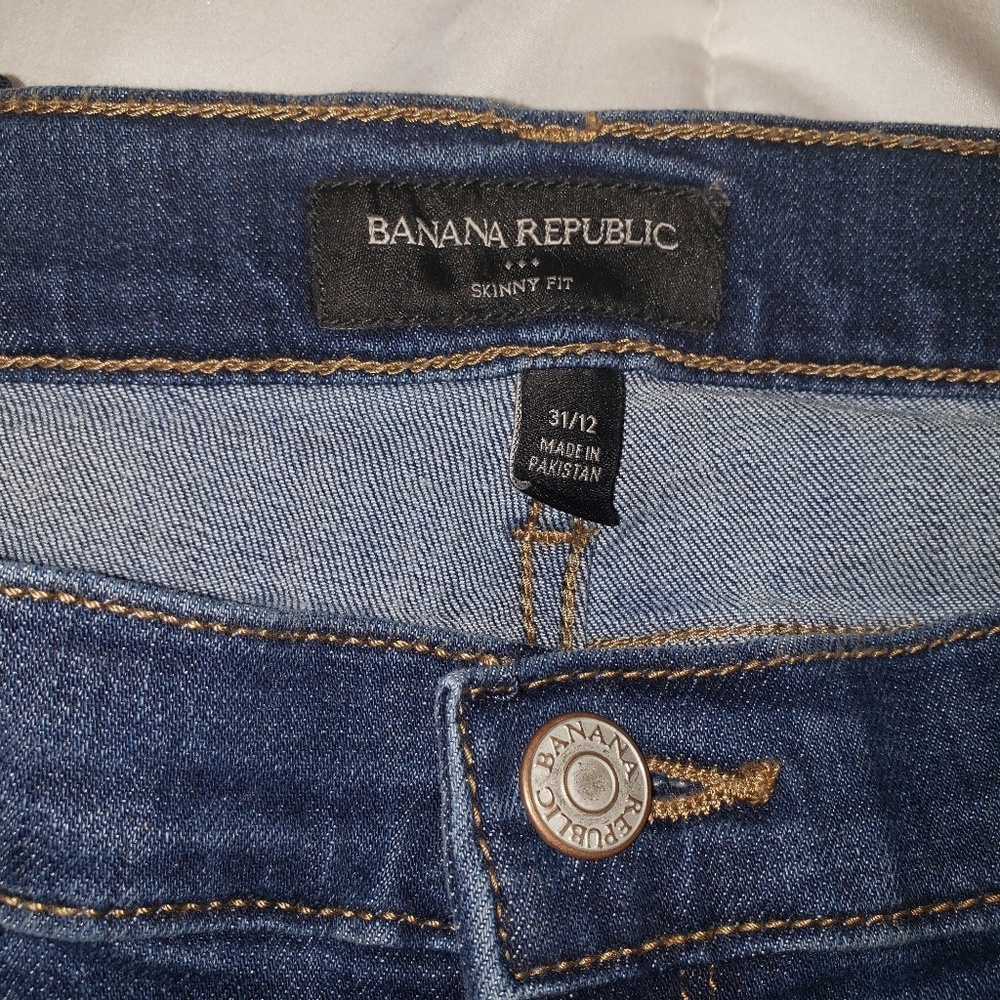 BANANA REPUBLIC
SKINNY FIT
31/12
MADE IN
PAKISTAN
BANANA REPUBLIC